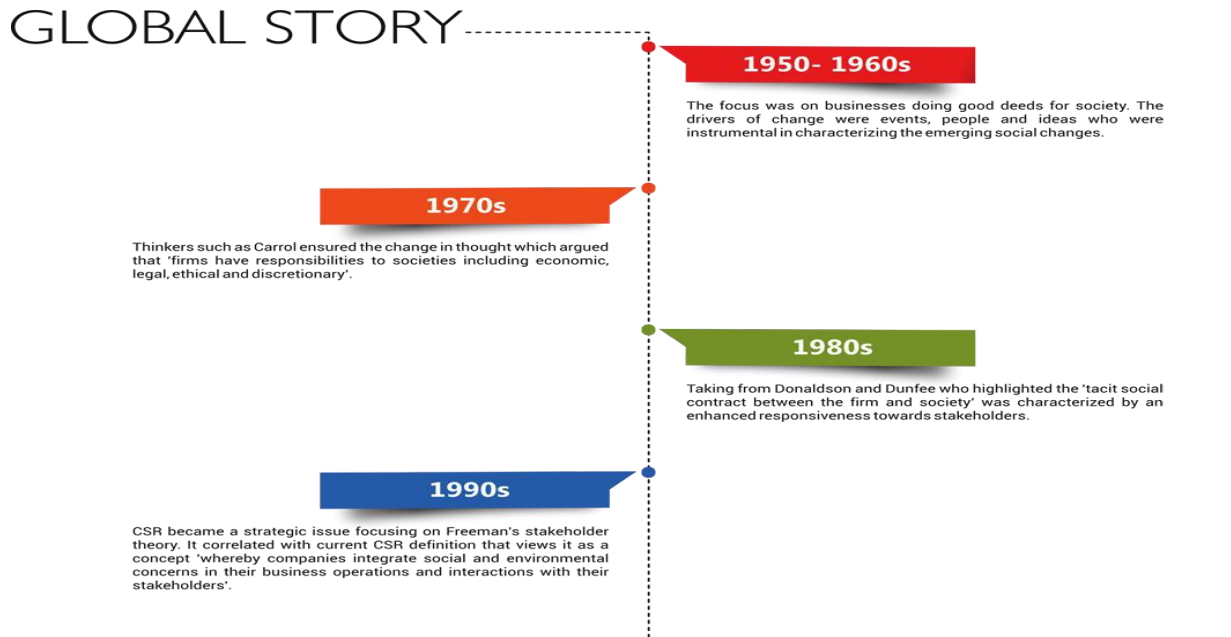 GLOBAL STORY
1950- 1960s
The focus was on businesses doing good deeds for society. The
drivers of change were events, people and ideas who were
instrumental in characterizing the emerging social changes.
1970s
Thinkers such as Carrol ensured the change in thought which argued
that ‘firms have responsibilities to societies including economic,
legal, ethical and discretionary’.
1980s
Taking from Donaldson and Dunfee who highlighted the ‘tacit social
contract between the firm and society’ was characterized by an
enhanced responsiveness towards stakeholders.
1990s
CSR became a strategic issue focusing on Freeman’s stakeholder
theory. It correlated with current CSR definition that views it as a
concept ‘whereby companies integrate social and environmental
concerns in their business operations and interactions with their
stakeholders’.